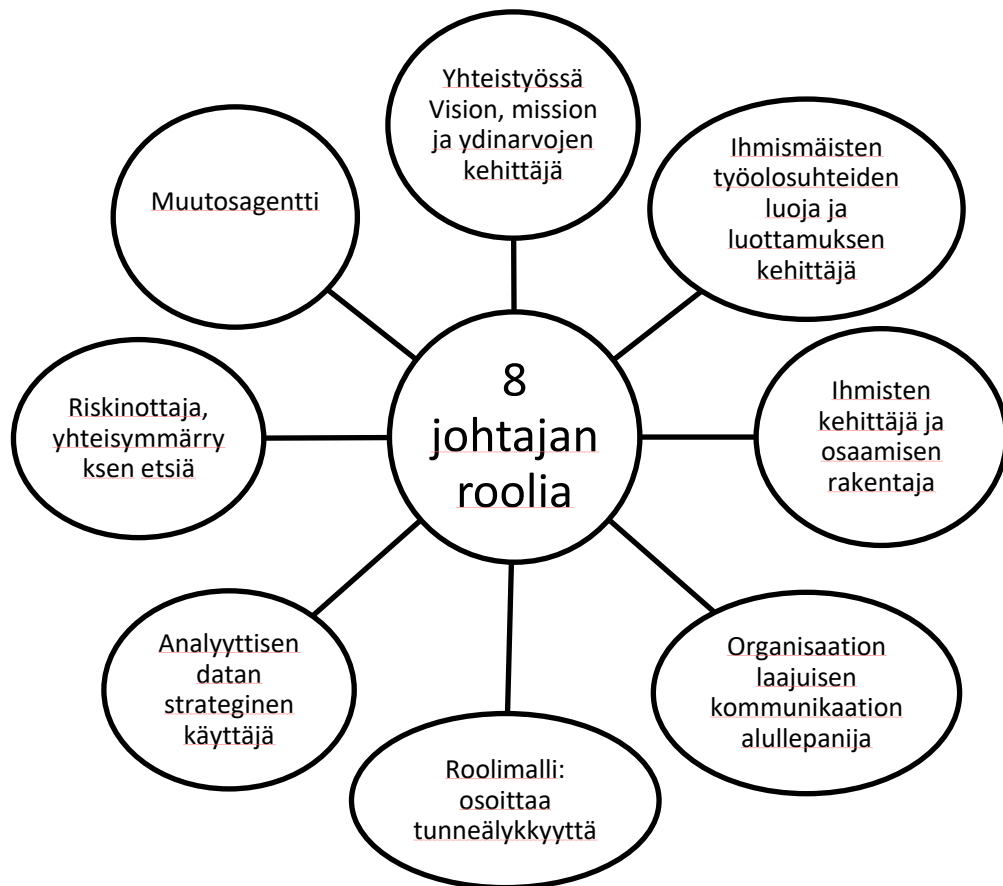 Yhteistyössä
Vision, mission
ja ydinarvojen
kehittäjä
Ihmismäisten
työolosuhteiden
luoja ja
luottamuksen
kehittäjä
Ihmisten
kehittäjä ja
osaamisen
rakentaja
Organisaation
laajuisen
kommunikaation
alullepanija
Roolimalli:
osoittaa
tunneälykkyyttä
Analyyttisen
datan
strateginen
käyttäjä
Riskinottaja,
yhteisymmärry
ksen etsiä
Muutosagentti
8
johtajan
roolia